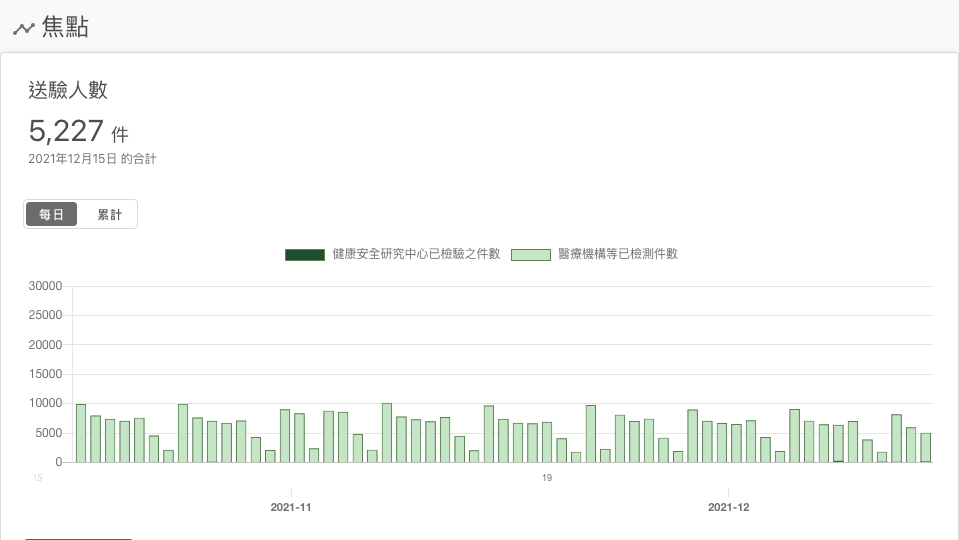 焦點
送驗人數
5,227 件
2021年12月15日 的合計
每日 累計
健康安全研究中心已檢驗之件數 醫療機構等已檢測件數
30000
25000
20000
15000
10000
5000
0
15 19
2021-11 2021-12